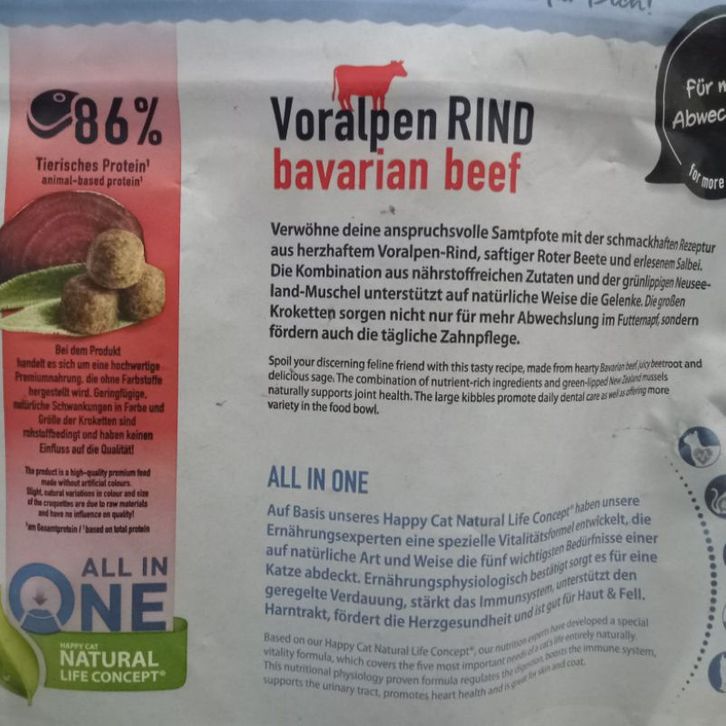 für Dich!
86%
Tierisches Protein¹
animal-based protein¹
Bei dem Produkt
handelt es sich um eine hochwertige
Premiumnahrung, die ohne Farbstoffe
hergestellt wird. Geringfügige,
natürliche Schwankungen in Farbe und
Größe der Kroketten sind
rohstoffbedingt und haben keinen
Einfluss auf die Qualität!
The product is a high-quality premium feed
made without artificial colours.
Slight, natural variations in colour and size
of the croquettes are due to raw materials
and have no influence on quality!
¹am Gesamtprotein / ¹based on total protein
ALL IN
ONE
HAPPY CAT
NATURAL
LIFE CONCEPT®
Voralpen RIND
bavarian beef
Verwöhne deine anspruchsvolle Samtpfote mit der schmackhaften Rezeptur
aus herzhaftem Voralpen-Rind, saftiger Roter Beete und erlesenem Salbei.
Die Kombination aus nährstoffreichen Zutaten und der grünlippigen Neusee-
land-Muschel unterstützt auf natürliche Weise die Gelenke. Die großen
Kroketten sorgen nicht nur für mehr Abwechslung im Futternapf, sondern
fördern auch die tägliche Zahnpflege.
Spoil your discerning feline friend with this tasty recipe, made from hearty Bavarian beef, juicy beetroot and
delicious sage. The combination of nutrient-rich ingredients and green-lipped New Zealand mussels
naturally supports joint health. The large kibbles promote daily dental care as well as offering more
variety in the food bowl.
ALL IN ONE
Auf Basis unseres Happy Cat Natural Life Concept® haben unsere
Ernährungsexperten eine spezielle Vitalitätsformel entwickelt, die
auf natürliche Art und Weise die fünf wichtigsten Bedürfnisse einer
Katze abdeckt. Ernährungsphysiologisch bestätigt sorgt es für eine
geregelte Verdauung, stärkt das Immunsystem, unterstützt den
Harntrakt, fördert die Herzgesundheit und ist gut für Haut & Fell.
Based on our Happy Cat Natural Life Concept®, our nutrition experts have developed a special
vitality formula, which covers the five most important needs of a cat's life entirely naturally.
This nutritional physiology proven formula regulates the digestion, boosts the immune system,
supports the urinary tract, promotes heart health and is great for skin and coat.
Für
Abwec
for more